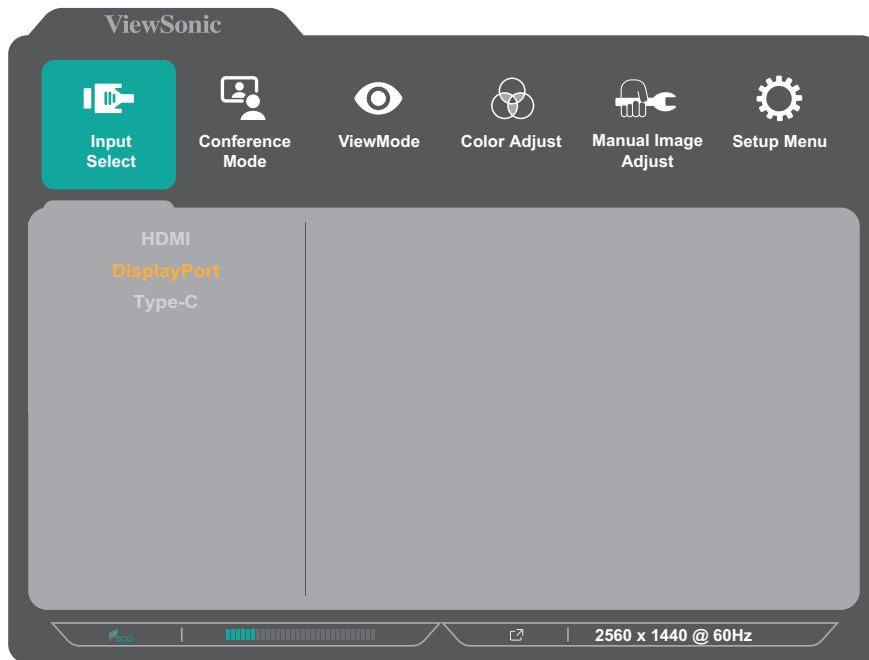 ViewSonic
Input
Select
Conference
Mode
ViewMode
Color Adjust
Manual Image
Adjust
Setup Menu
HDMI
DisplayPort
Type-C
eco
2560 x 1440 @ 60Hz